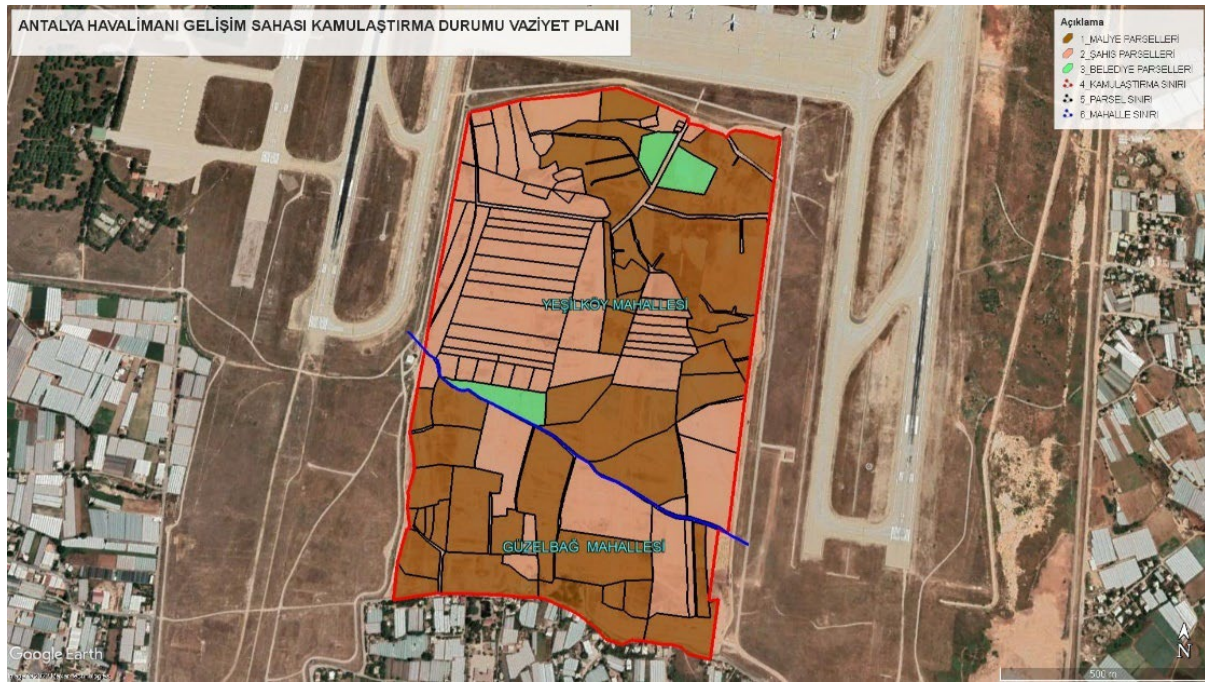 ANTALYA HAVALİMANI GELİŞİM SAHASI KAMULAŞTIRMA DURUMU VAZİYET PLANI
Açıklama
1_MALİYE PARSELLERİ
2_ŞAHIS PARSELLERİ
3_BELEDİYE PARSELLERİ
4_KAMULAŞTIRMA SINIRI
5_PARSEL SINIRI
6_MAHALLE SINIRI
YEŞİLKÖY MAHALLESİ
GÜZELBAĞ MAHALLESİ
Google Earth
N
500 m